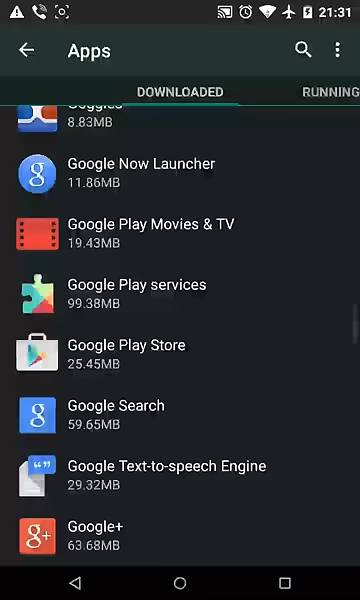 21:31
Apps
DOWNLOADED
RUNNING
Goggles
8.83MB
Google Now Launcher
11.86MB
Google Play Movies & TV
19.43MB
Google Play services
99.38MB
Google Play Store
25.45MB
Google Search
59.65MB
Google Text-to-speech Engine
29.32MB
Google+
63.68MB